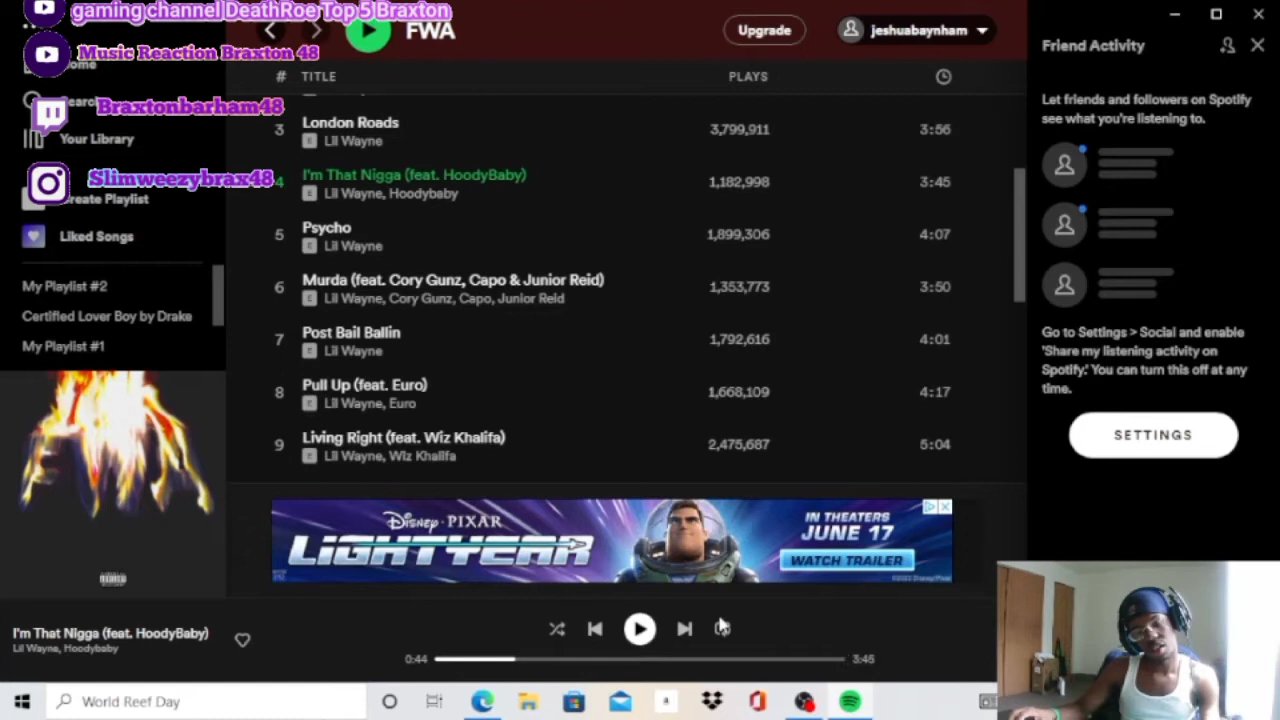 gaming channel DeathRoe Top 5 Braxton
FWA
Upgrade
jeshuabaynham
Friend Activity
Music Reaction Braxton 48
Home
# TITLE PLAYS
Let friends and followers on Spotify
see what you're listening to.
Search
Braxtonbarham48
Your Library
Slimweezybrax48
Create Playlist
Liked Songs
My Playlist #2
Certified Lover Boy by Drake
My Playlist #1
3 London Roads 3,799,911 3:56
E Lil Wayne
4 I'm That Nigga (feat. HoodyBaby) 1,182,998 3:45
E Lil Wayne, Hoodybaby
5 Psycho 1,899,306 4:07
E Lil Wayne
6 Murda (feat. Cory Gunz, Capo & Junior Reid) 1,353,773 3:50
E Lil Wayne, Cory Gunz, Capo, Junior Reid
7 Post Bail Ballin 1,792,616 4:01
E Lil Wayne
8 Pull Up (feat. Euro) 1,668,109 4:17
E Lil Wayne, Euro
9 Living Right (feat. Wiz Khalifa) 2,475,687 5:04
E Lil Wayne, Wiz Khalifa
Go to Settings > Social and enable
'Share my listening activity on
Spotify.' You can turn this off at any
time.
SETTINGS
Disney · PIXAR
LIGHTYEAR
IN THEATERS
JUNE 17
WATCH TRAILER
I'm That Nigga (feat. HoodyBaby)
Lil Wayne, Hoodybaby
0:44 3:45
World Reef Day